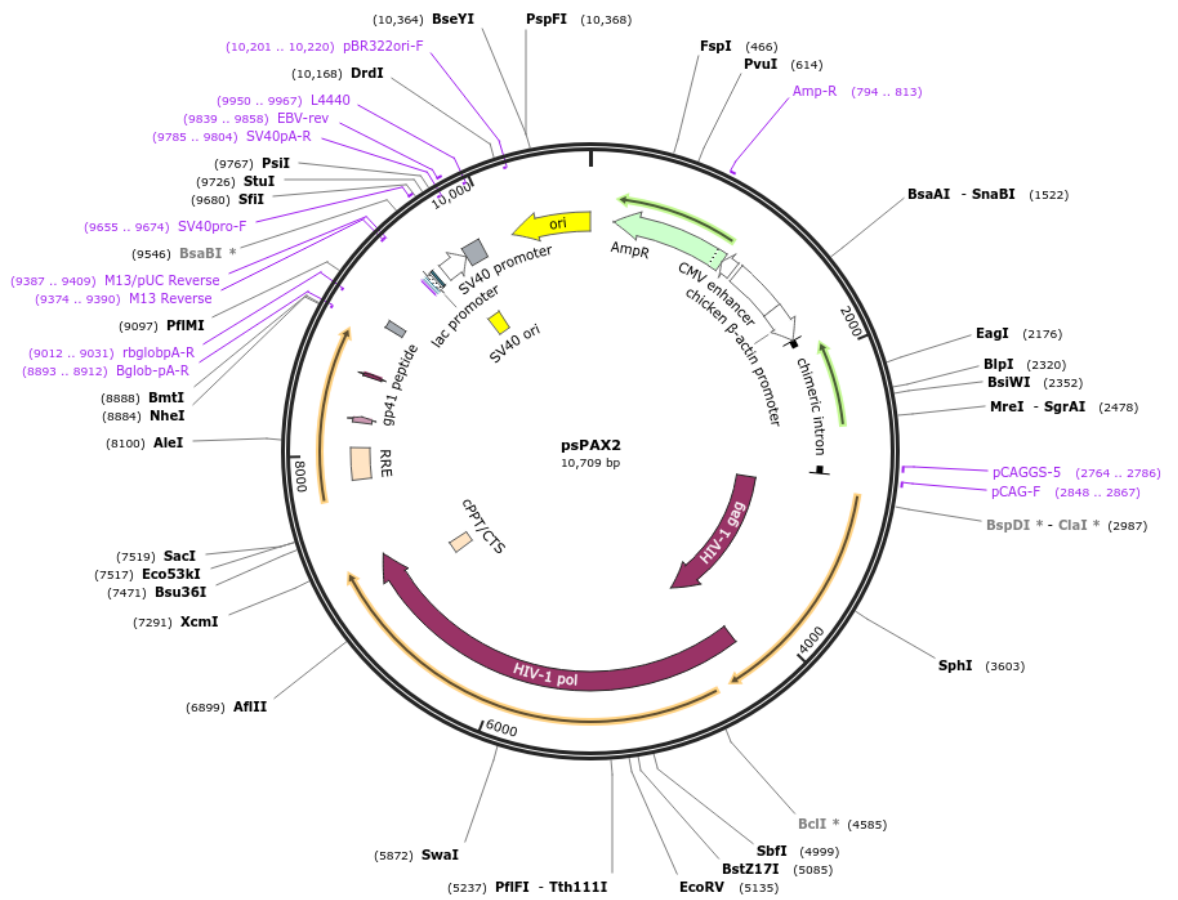 (10,364) BseYI
PspFI (10,368)
(10,201 .. 10,220) pBR322ori-F
FspI (466)
PvuI (614)
(10,168) DrdI
Amp-R (794 .. 813)
(9950 .. 9967) L4440
(9839 .. 9858) EBV-rev
(9785 .. 9804) SV40pA-R
(9767) PsiI
(9726) StuI
(9680) SfiI
10,000
BsaAI - SnaBI (1522)
(9655 .. 9674) SV40pro-F
(9546) BsaBI *
(9387 .. 9409) M13/pUC Reverse
(9374 .. 9390) M13 Reverse
(9097) PflMI
(9012 .. 9031) rbglobpA-R
(8893 .. 8912) Bglob-pA-R
(8888) BmtI
(8884) NheI
(8100) AleI
8000
ori
AmpR
SV40 promoter
CMV enhancer
chicken β-actin promoter
lac promoter
SV40 ori
2000
EagI (2176)
BlpI (2320)
BsiWI (2352)
MreI - SgrAI (2478)
chimeric intron
gp41 peptide
RRE
psPAX2
10,709 bp
pCAGGS-5 (2764 .. 2786)
pCAG-F (2848 .. 2867)
BspDI * - ClaI * (2987)
cPPT/CTS
HIV-1 gag
(7519) SacI
(7517) Eco53kI
(7471) Bsu36I
(7291) XcmI
4000
SphI (3603)
HIV-1 pol
(6899) AflII
6000
BclI * (4585)
SbfI (4999)
(5872) SwaI
BstZ17I (5085)
(5237) PflFI - Tth111I
EcoRV (5135)